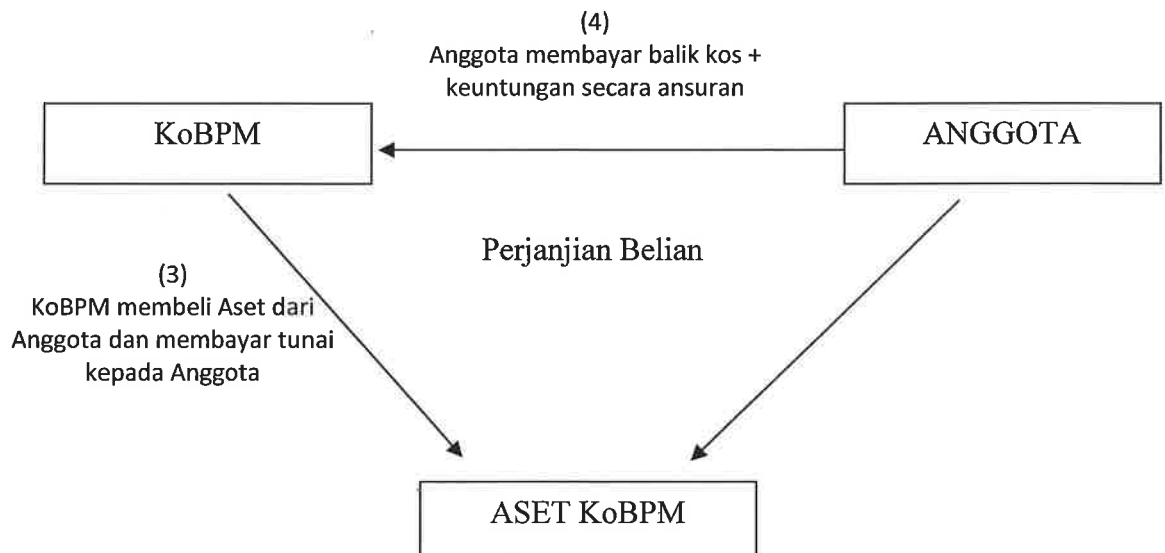 (4)
Anggota membayar balik kos +
keuntungan secara ansuran
KoBPM
ANGGOTA
Perjanjian Belian
(3)
KoBPM membeli Aset dari
Anggota dan membayar tunai
kepada Anggota
ASET KoBPM